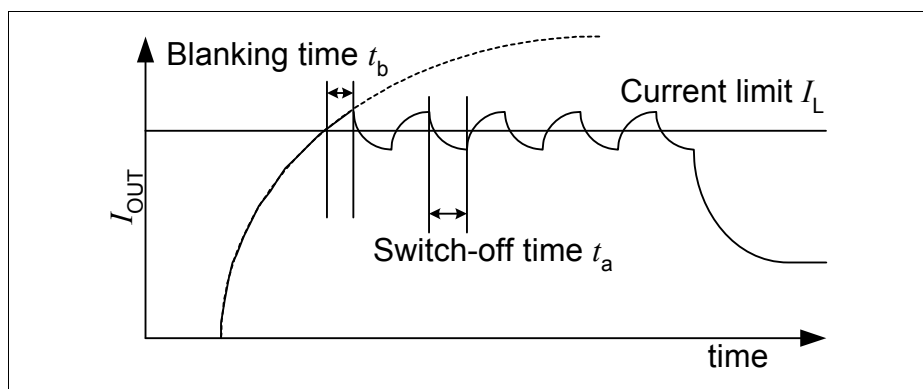 Blanking time t_b
Current limit I_L
I_OUT
Switch-off time t_a
time